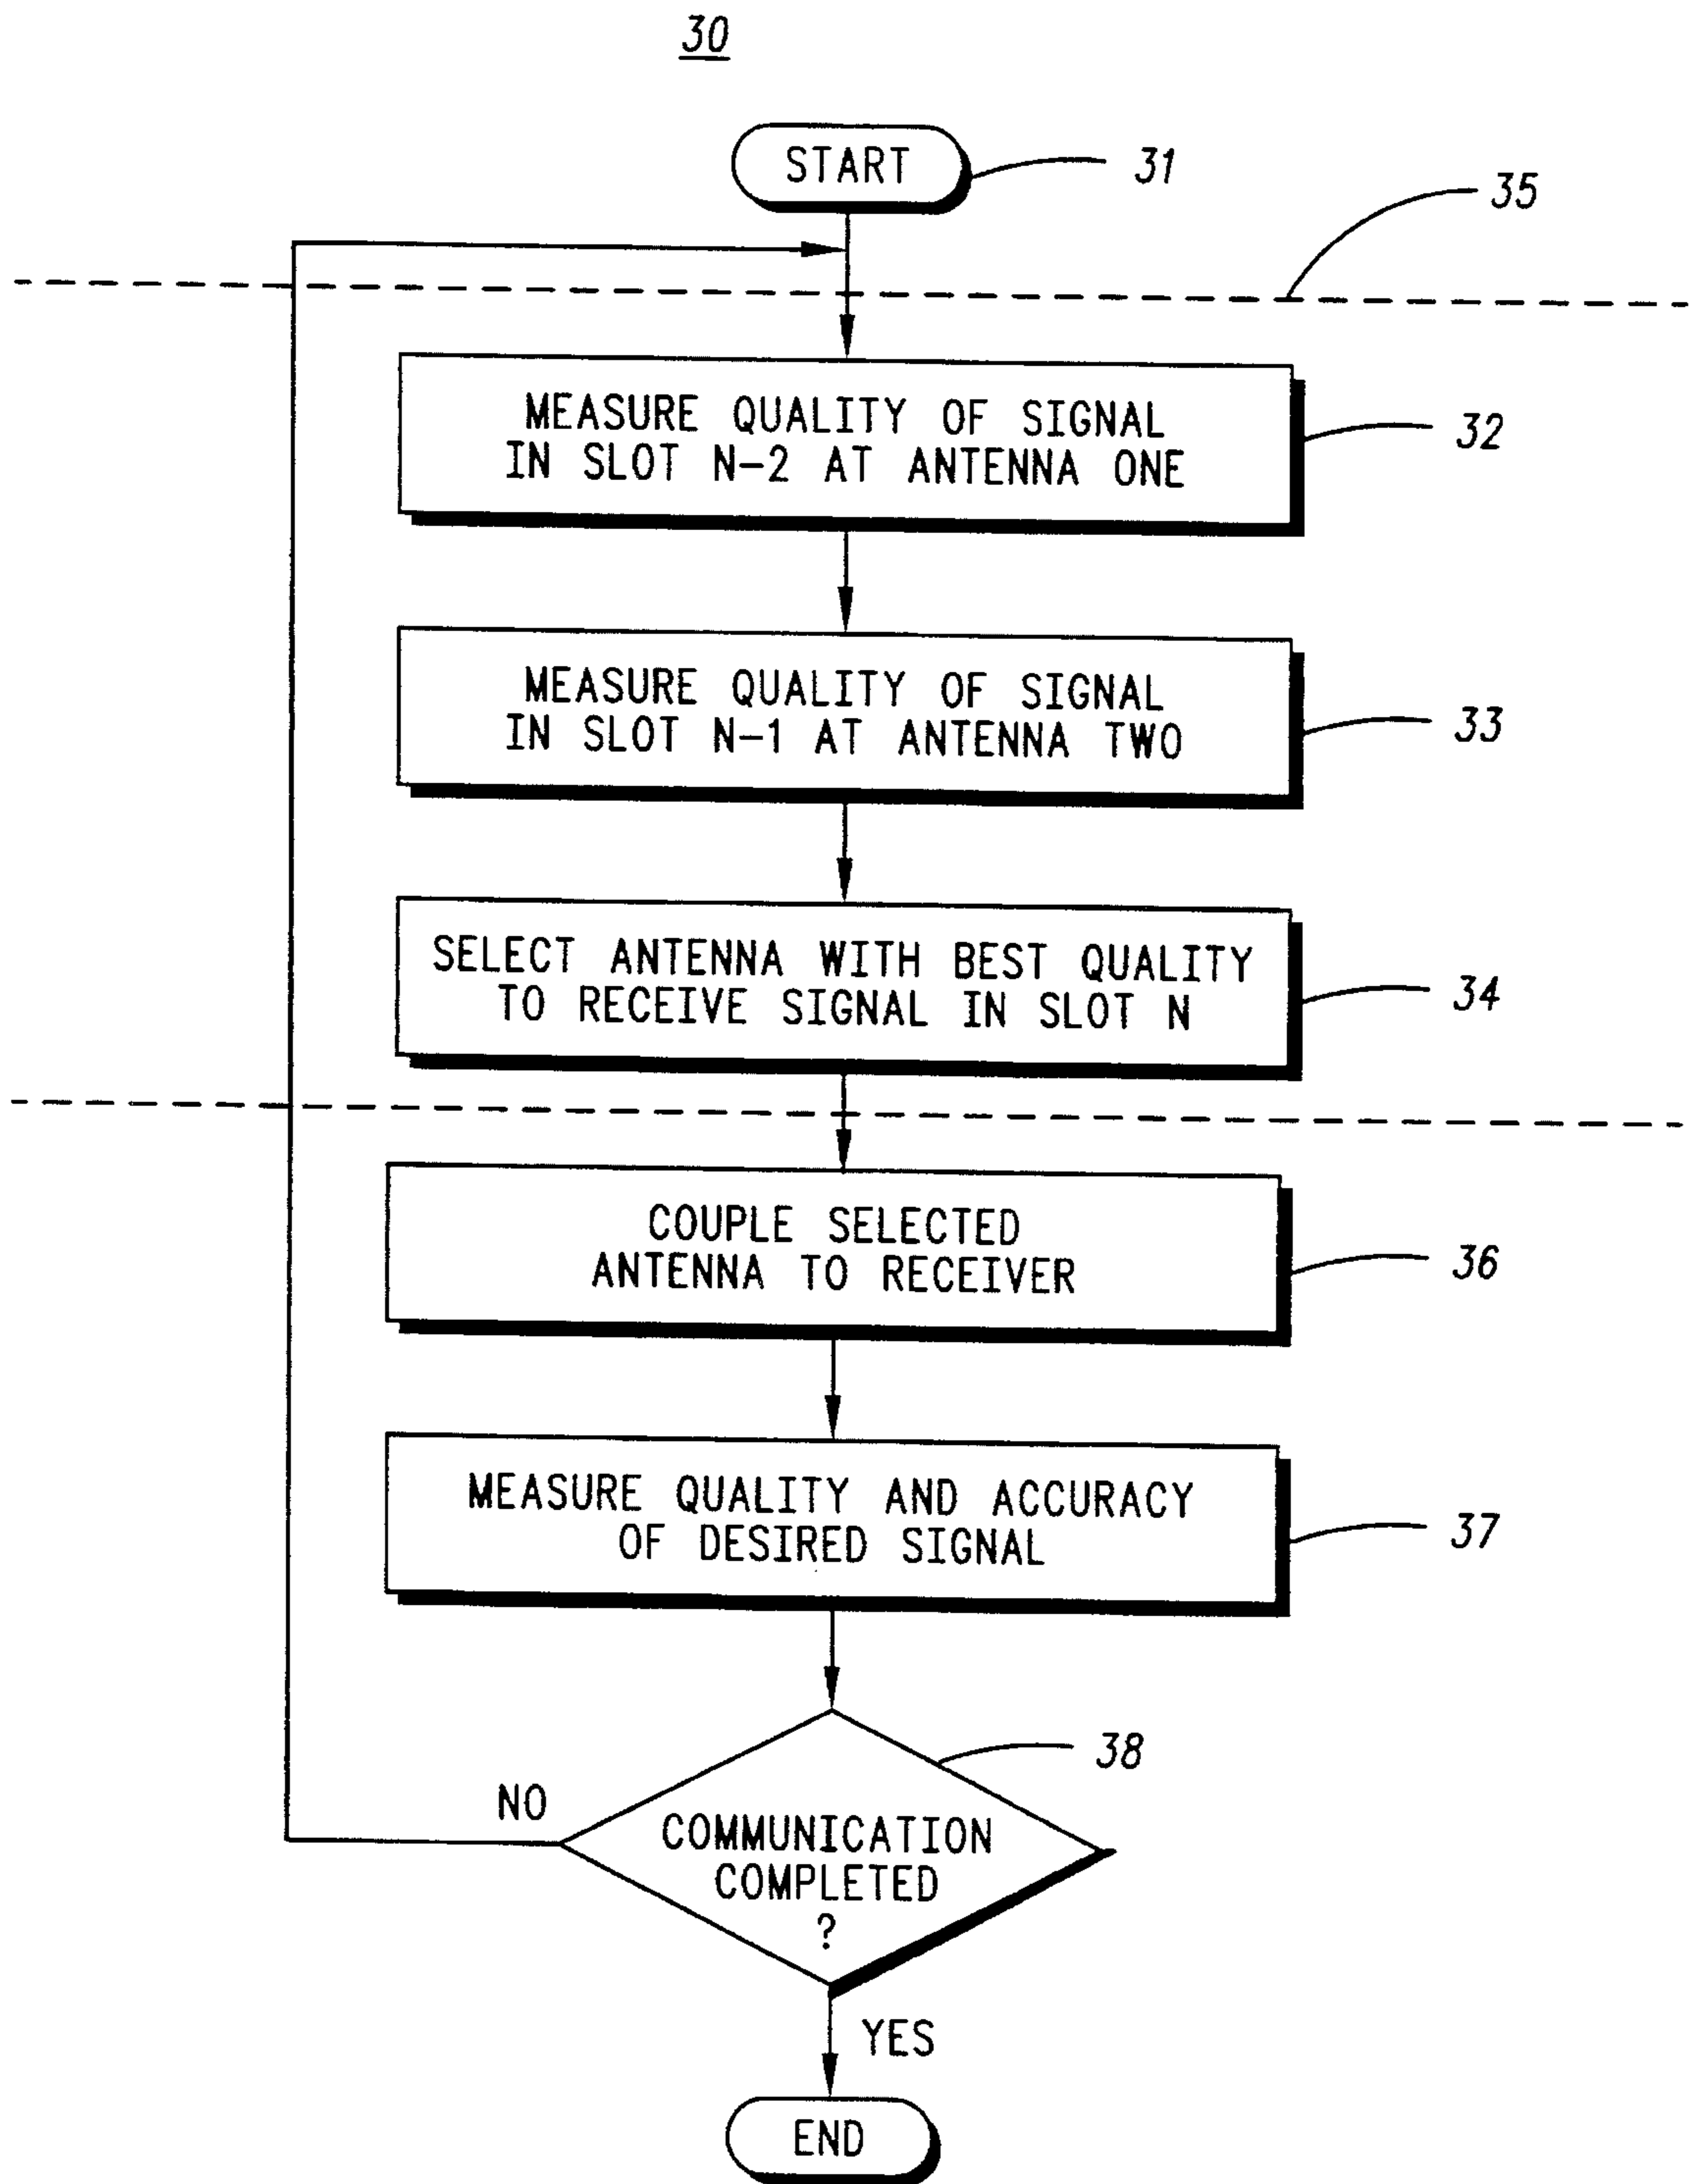 30
START
31
35
MEASURE QUALITY OF SIGNAL
IN SLOT N-2 AT ANTENNA ONE
32
MEASURE QUALITY OF SIGNAL
IN SLOT N-1 AT ANTENNA TWO
33
SELECT ANTENNA WITH BEST QUALITY
TO RECEIVE SIGNAL IN SLOT N
34
COUPLE SELECTED
ANTENNA TO RECEIVER
36
MEASURE QUALITY AND ACCURACY
OF DESIRED SIGNAL
37
38
NO
COMMUNICATION
COMPLETED
?
YES
END